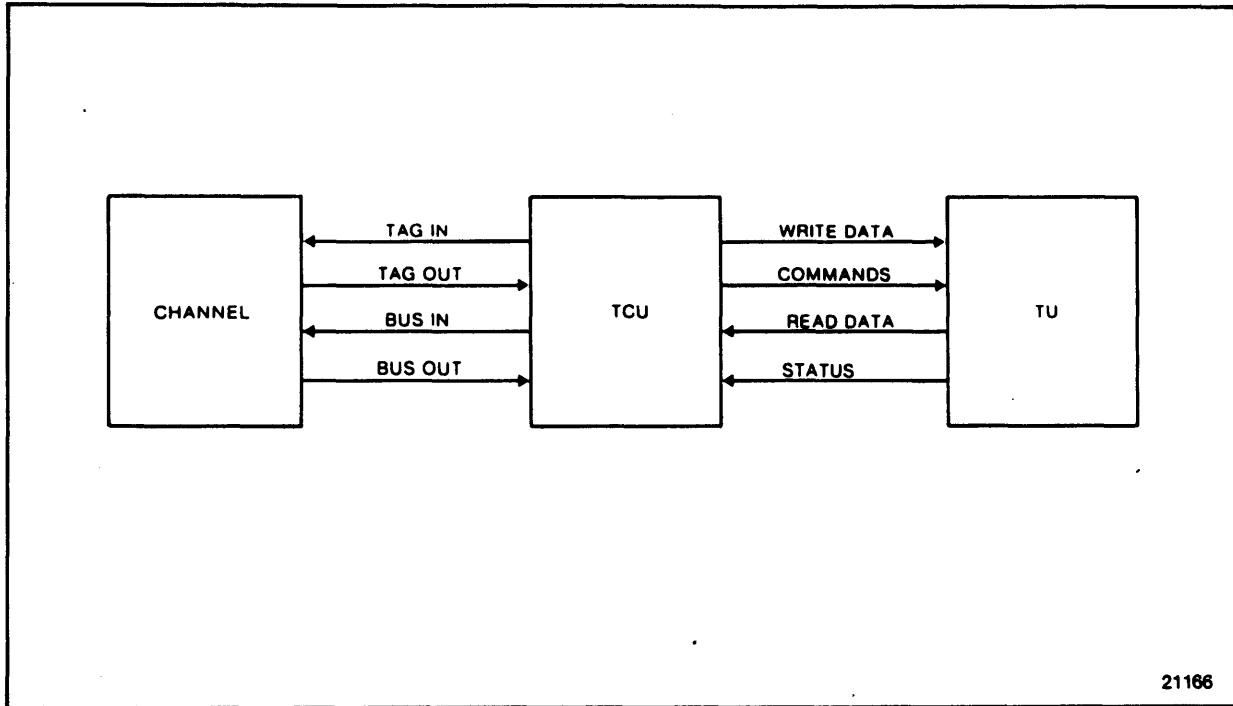 TAG IN
TAG OUT
BUS IN
BUS OUT
CHANNEL
TCU
WRITE DATA
COMMANDS
READ DATA
STATUS
TU
21166